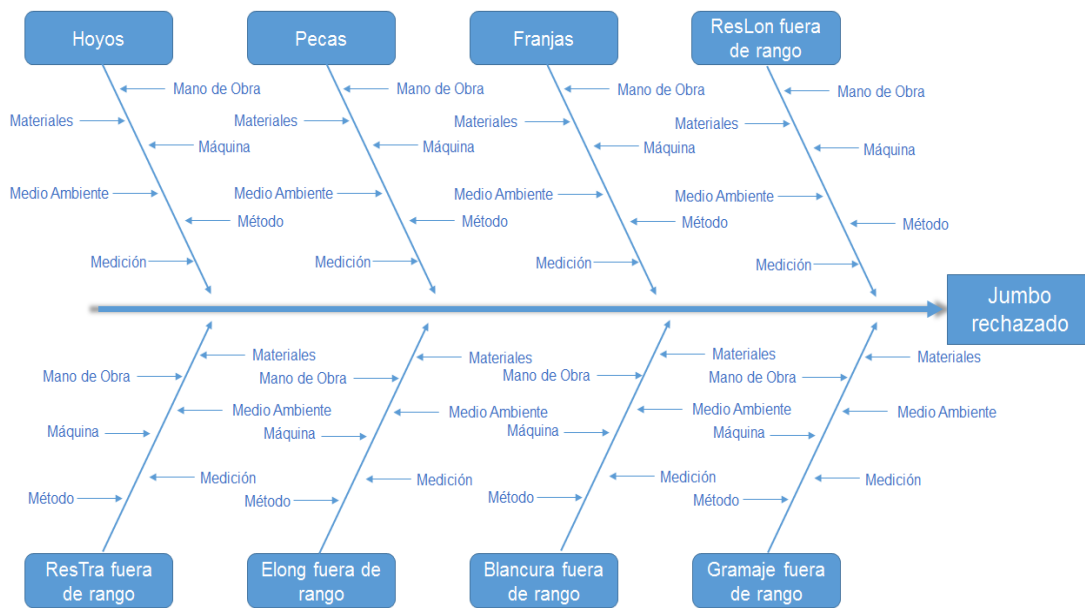 Hoyos
Pecas
Franjas
ResLon fuera
de rango
Mano de Obra
Materiales
Máquina
Medio Ambiente
Método
Medición
Mano de Obra
Materiales
Máquina
Medio Ambiente
Método
Medición
Mano de Obra
Materiales
Máquina
Medio Ambiente
Método
Medición
Mano de Obra
Materiales
Máquina
Medio Ambiente
Método
Medición
Jumbo
rechazado
Materiales
Mano de Obra
Medio Ambiente
Máquina
Medición
Método
Materiales
Mano de Obra
Medio Ambiente
Máquina
Medición
Método
Materiales
Mano de Obra
Medio Ambiente
Máquina
Medición
Método
Materiales
Mano de Obra
Medio Ambiente
Máquina
Medición
Método
ResTra fuera
de rango
Elong fuera de
rango
Blancura fuera
de rango
Gramaje fuera
de rango